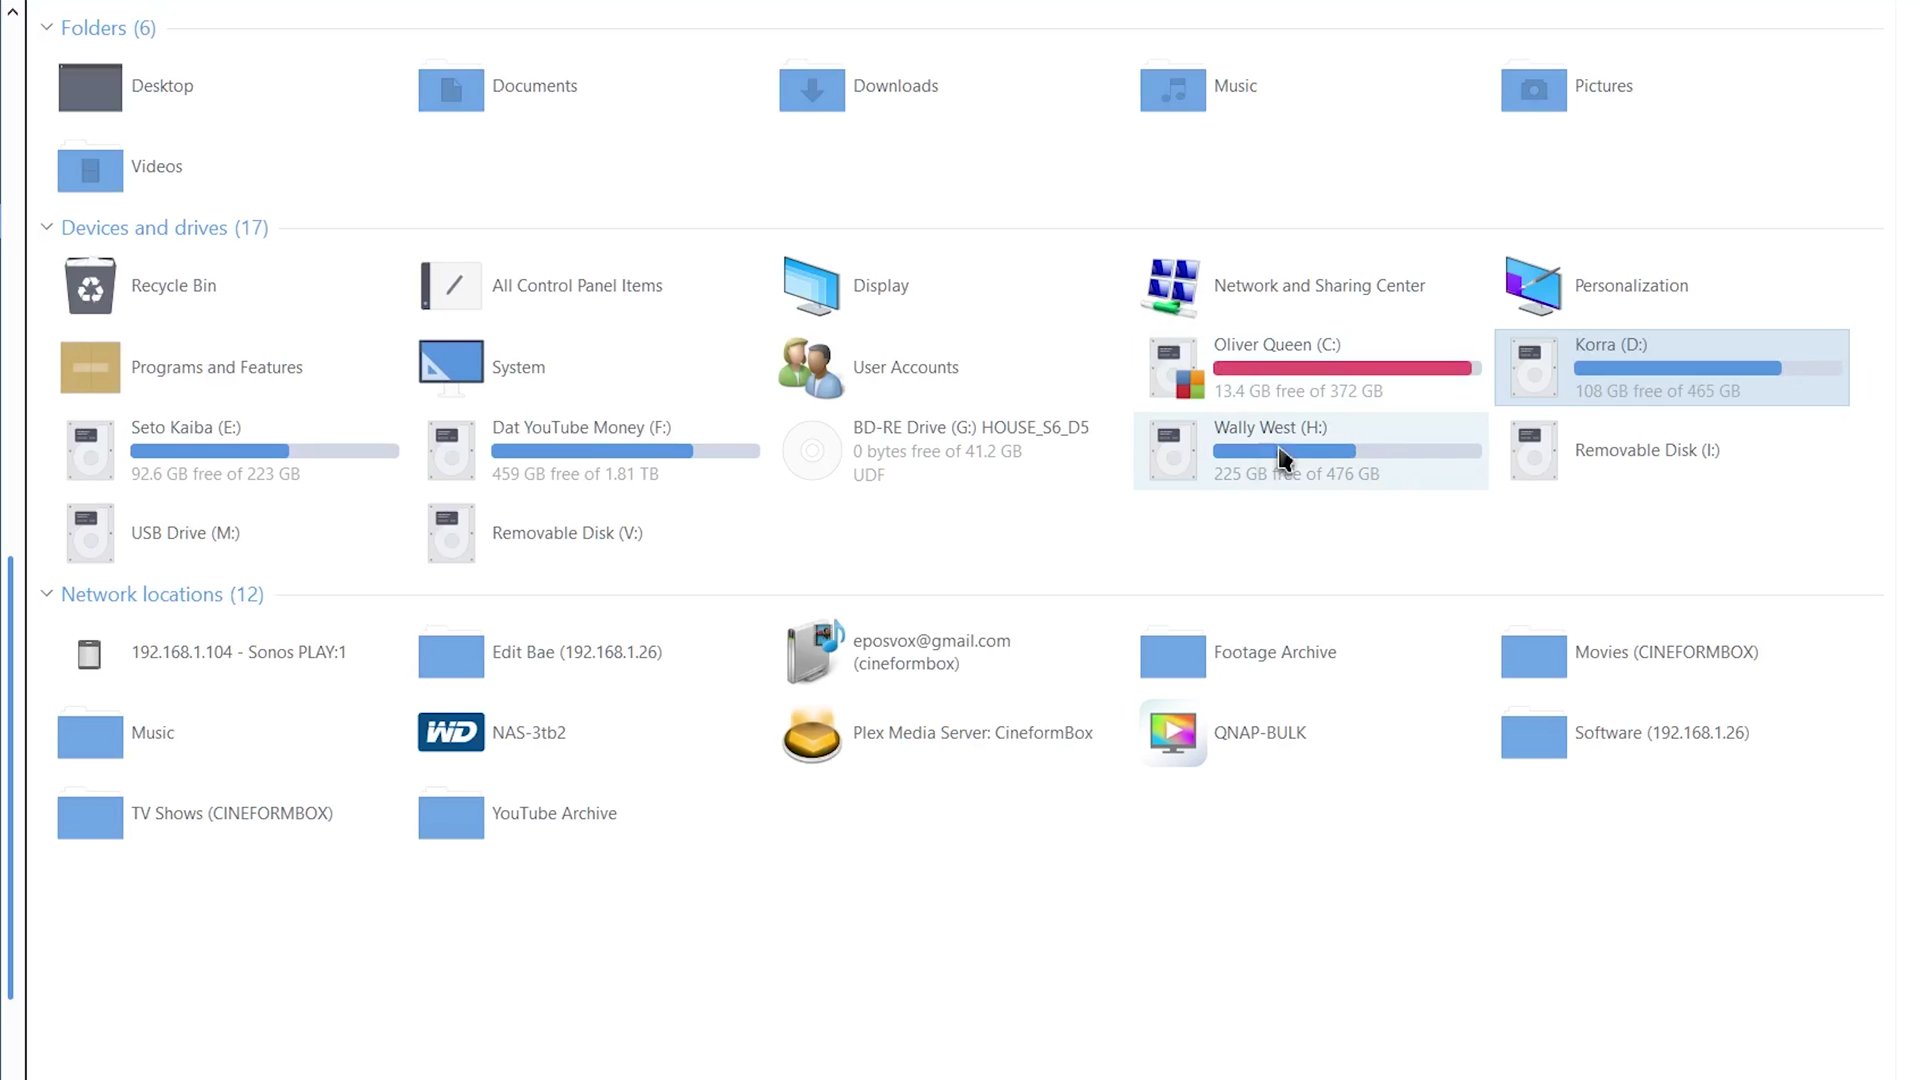 Folders (6)
Desktop
Documents
Downloads
Music
Pictures
Videos
Devices and drives (17)
Recycle Bin
All Control Panel Items
Display
Network and Sharing Center
Personalization
Programs and Features
System
User Accounts
Oliver Queen (C:)
13.4 GB free of 372 GB
Korra (D:)
108 GB free of 465 GB
Seto Kaiba (E:)
92.6 GB free of 223 GB
Dat YouTube Money (F:)
459 GB free of 1.81 TB
BD-RE Drive (G:) HOUSE_S6_D5
0 bytes free of 41.2 GB
UDF
Wally West (H:)
225 GB free of 476 GB
Removable Disk (I:)
USB Drive (M:)
Removable Disk (V:)
Network locations (12)
192.168.1.104 - Sonos PLAY:1
Edit Bae (192.168.1.26)
eposvox@gmail.com
(cineformbox)
Footage Archive
Movies (CINEFORMBOX)
Music
WD
NAS-3tb2
Plex Media Server: CineformBox
QNAP-BULK
Software (192.168.1.26)
TV Shows (CINEFORMBOX)
YouTube Archive